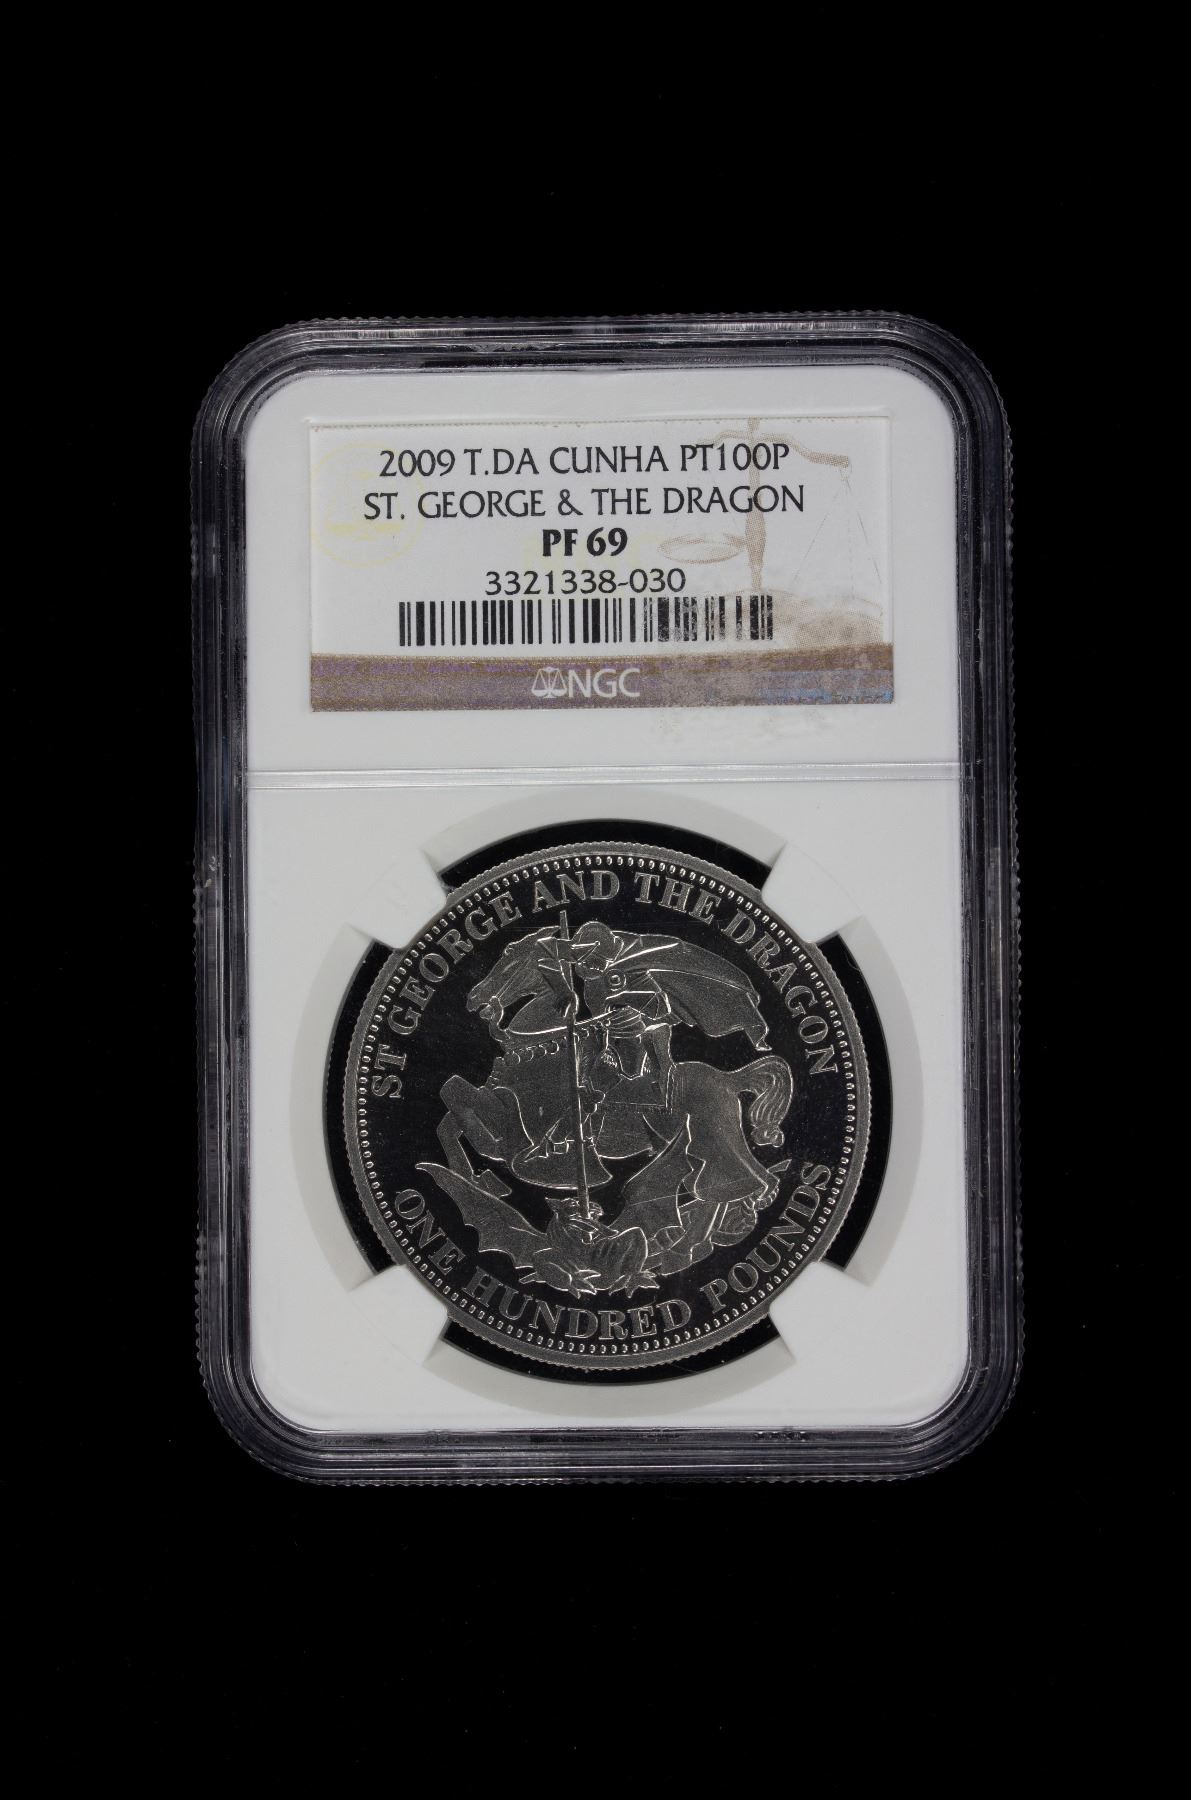 2009 T.DA CUNHA PT100P
ST. GEORGE & THE DRAGON
PF 69
3321338-030
NGC
ST GEORGE AND THE DRAGON
ONE HUNDRED POUNDS